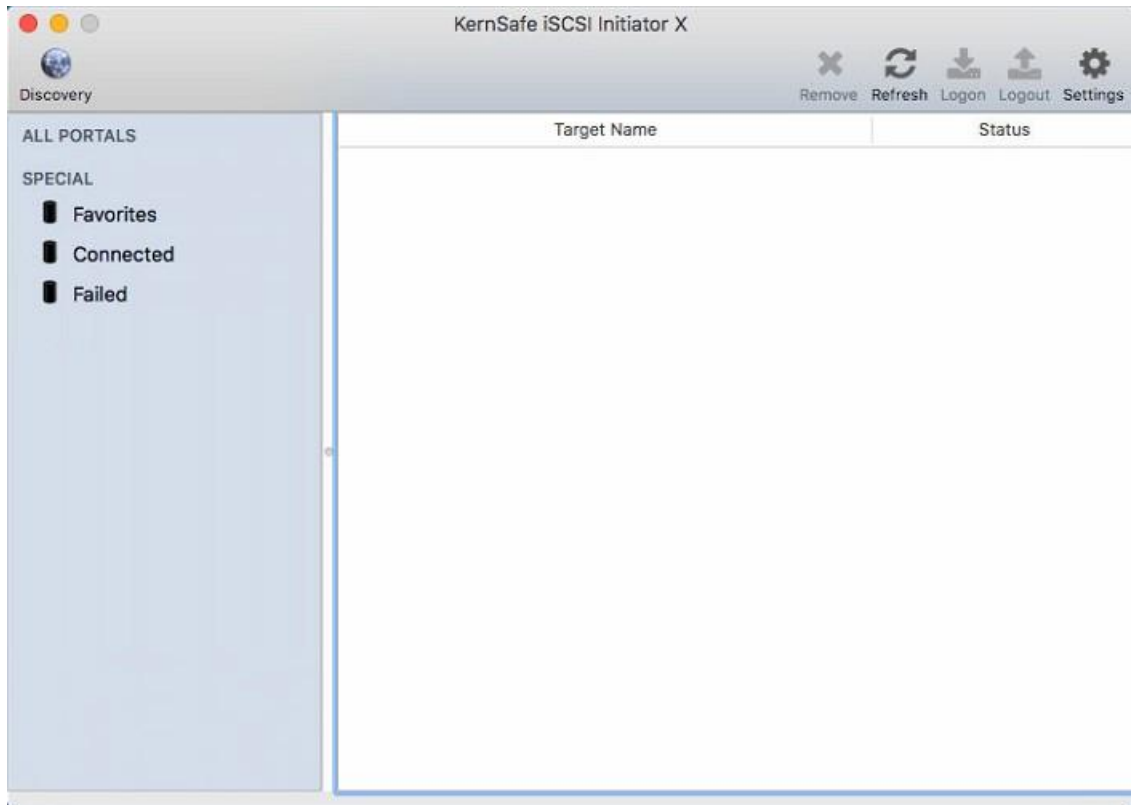 KernSafe iSCSI Initiator X
Discovery
Remove Refresh Logon Logout Settings
ALL PORTALS
SPECIAL
Favorites
Connected
Failed
Target Name Status